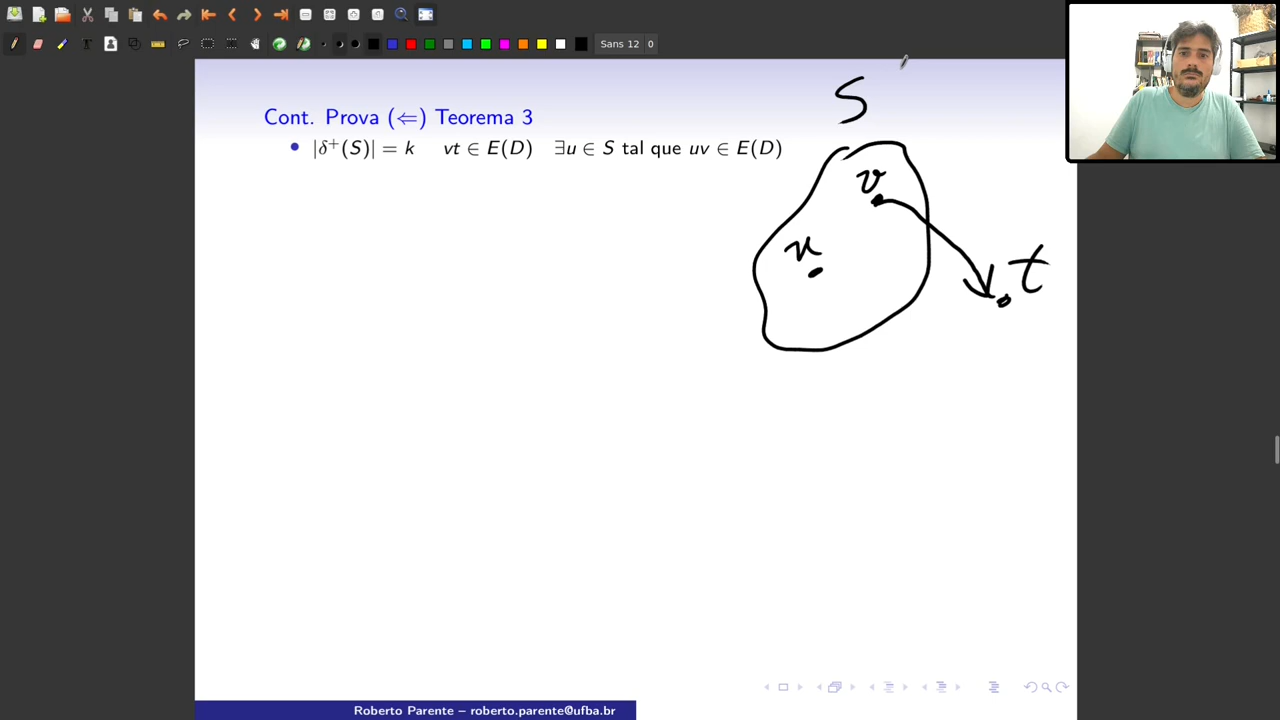 Sans 12 0
Cont. Prova (⇐) Teorema 3
|δ⁺(S)| = k vt ∈ E(D) ∃u ∈ S tal que uv ∈ E(D)
S
v
u
t
Roberto Parente – roberto.parente@ufba.br